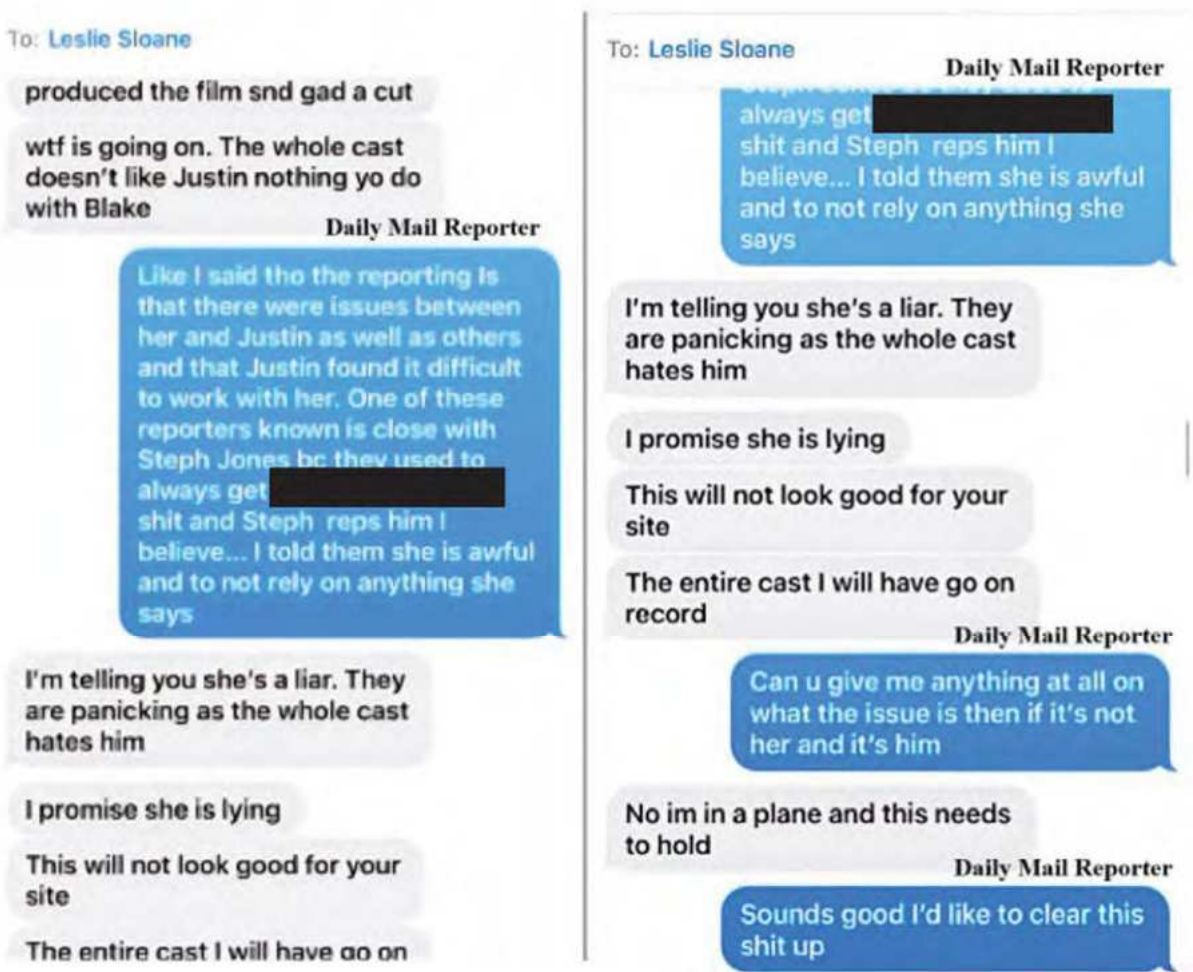 To: Leslie Sloane
produced the film snd gad a cut
wtf is going on. The whole cast
doesn't like Justin nothing yo do
with Blake
Daily Mail Reporter
Like I said tho the reporting Is
that there were issues between
her and Justin as well as others
and that Justin found it difficult
to work with her. One of these
reporters known is close with
Steph Jones bc they used to
always get
shit and Steph reps him I
believe... I told them she is awful
and to not rely on anything she
says
I'm telling you she's a liar. They
are panicking as the whole cast
hates him
I promise she is lying
This will not look good for your
site
The entire cast I will have go on
To: Leslie Sloane
Daily Mail Reporter
always get
shit and Steph reps him I
believe... I told them she is awful
and to not rely on anything she
says
I'm telling you she's a liar. They
are panicking as the whole cast
hates him
I promise she is lying
This will not look good for your
site
The entire cast I will have go on
record
Daily Mail Reporter
Can u give me anything at all on
what the issue is then if it's not
her and it's him
No im in a plane and this needs
to hold
Daily Mail Reporter
Sounds good I'd like to clear this
shit up